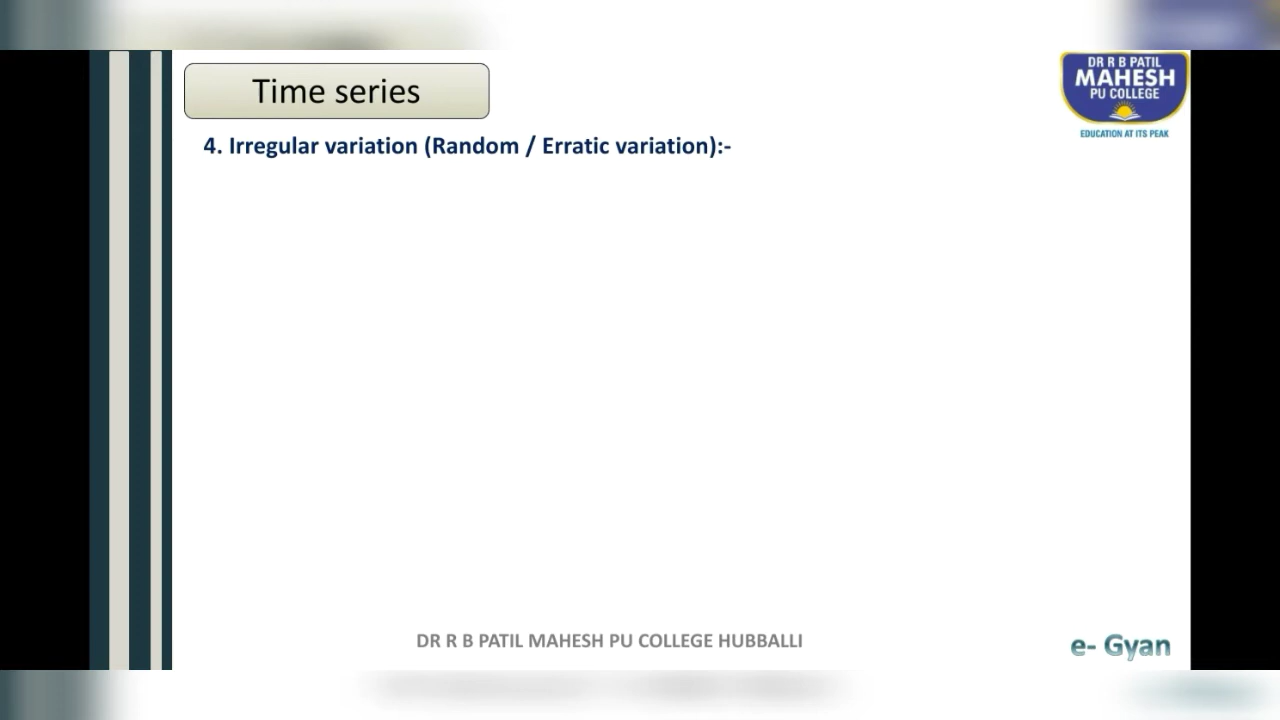 Time series
DR R B PATIL
MAHESH
PU COLLEGE
EDUCATION AT ITS PEAK
4. Irregular variation (Random / Erratic variation):-
DR R B PATIL MAHESH PU COLLEGE HUBBALLI
e- Gyan